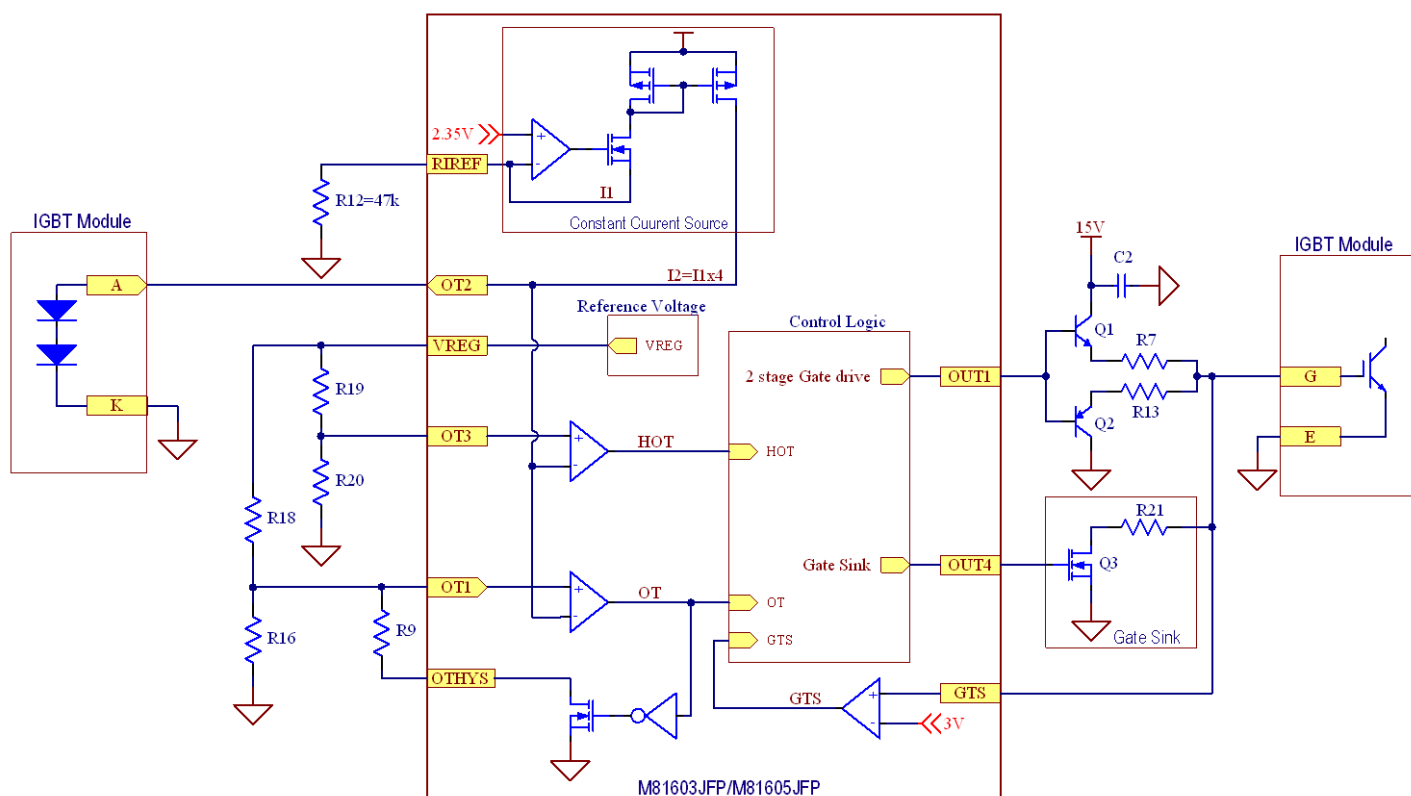 2.35V
RIREF
R12=47k
I1
Constant Cuurent Source
IGBT Module
A
K
OT2
I2=I1x4
Reference Voltage
VREG
VREG
R19
R20
R18
R16
R9
OT3
HOT
OT1
OT
OTHYS
Control Logic
2 stage Gate drive
HOT
Gate Sink
OT
GTS
GTS
GTS
3V
OUT1
OUT4
15V
C2
Q1
Q2
R7
R13
R21
Q3
Gate Sink
IGBT Module
G
E
M81603JFP/M81605JFP
+
-
+
-
+
-
+
-